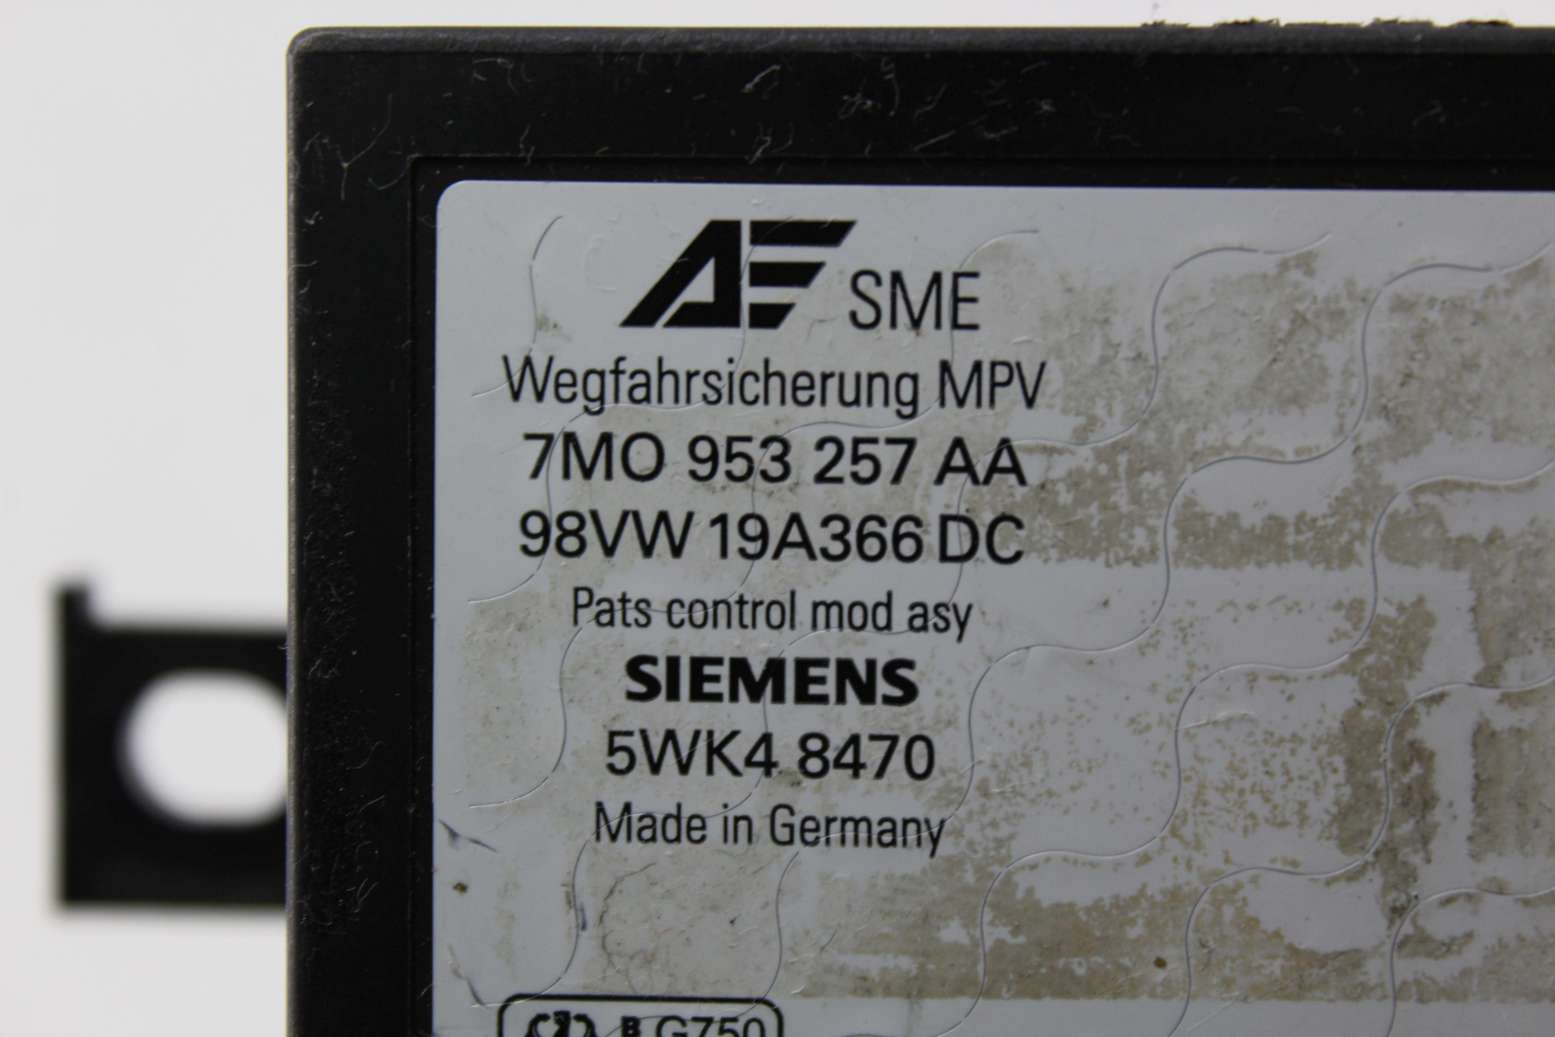 AE SME
Wegfahrsicherung MPV
7MO 953 257 AA
98VW 19A366 DC
Pats control mod asy
SIEMENS
5WK4 8470
Made in Germany
B G750